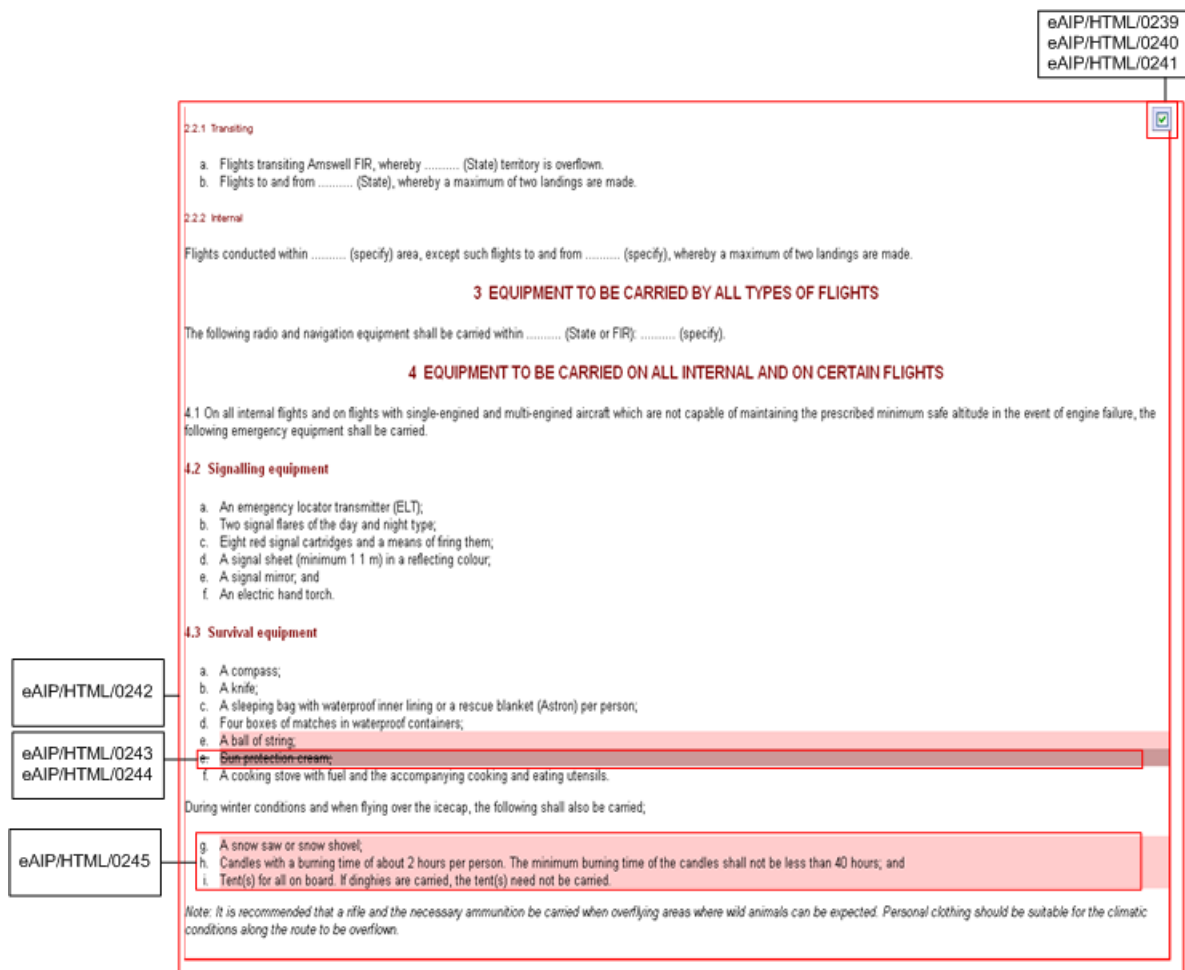 eAIP/HTML/0239
eAIP/HTML/0240
eAIP/HTML/0241
2.2.1 Transiting
a. Flights transiting Amswell FIR, whereby .......... (State) territory is overflown.
b. Flights to and from .......... (State), whereby a maximum of two landings are made.
2.2.2 Internal
Flights conducted within .......... (specify) area, except such flights to and from .......... (specify), whereby a maximum of two landings are made.
3 EQUIPMENT TO BE CARRIED BY ALL TYPES OF FLIGHTS
The following radio and navigation equipment shall be carried within .......... (State or FIR): .......... (specify).
4 EQUIPMENT TO BE CARRIED ON ALL INTERNAL AND ON CERTAIN FLIGHTS
4.1 On all internal flights and on flights with single-engined and multi-engined aircraft which are not capable of maintaining the prescribed minimum safe altitude in the event of engine failure, the
following emergency equipment shall be carried.
4.2 Signalling equipment
a. An emergency locator transmitter (ELT);
b. Two signal flares of the day and night type;
c. Eight red signal cartridges and a means of firing them;
d. A signal sheet (minimum 1 1 m) in a reflecting colour;
e. A signal mirror; and
f. An electric hand torch.
4.3 Survival equipment
a. A compass;
eAIP/HTML/0242
b. A knife;
c. A sleeping bag with waterproof inner lining or a rescue blanket (Astron) per person;
d. Four boxes of matches in waterproof containers;
e. A ball of string;
eAIP/HTML/0243
eAIP/HTML/0244
e. Sun protection cream;
f. A cooking stove with fuel and the accompanying cooking and eating utensils.
During winter conditions and when flying over the icecap, the following shall also be carried;
eAIP/HTML/0245
g. A snow saw or snow shovel;
h. Candles with a burning time of about 2 hours per person. The minimum burning time of the candles shall not be less than 40 hours; and
i. Tent(s) for all on board. If dinghies are carried, the tent(s) need not be carried.
Note: It is recommended that a rifle and the necessary ammunition be carried when overflying areas where wild animals can be expected. Personal clothing should be suitable for the climatic
conditions along the route to be overflown.